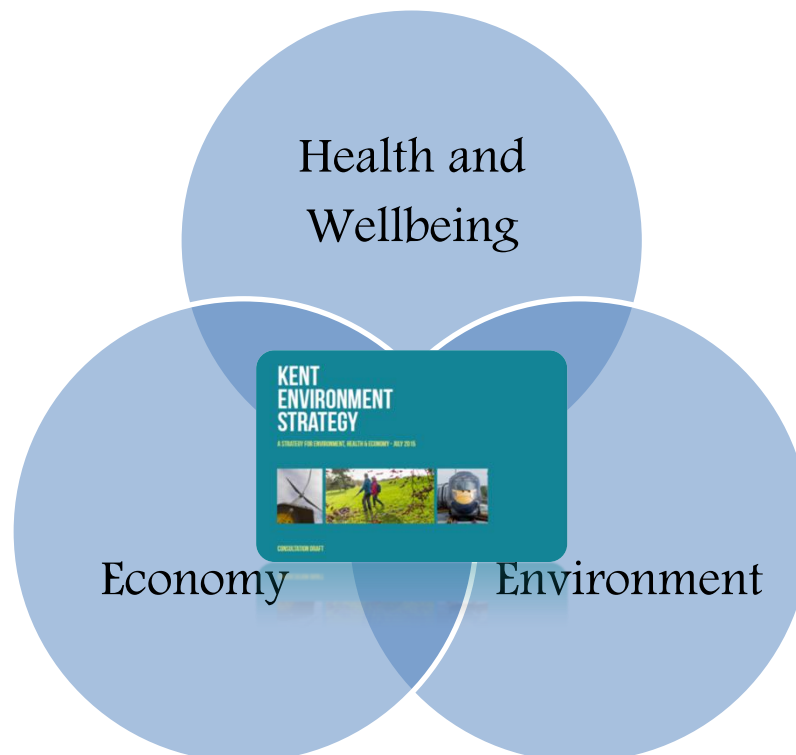 Health and
Wellbeing
KENT
ENVIRONMENT
STRATEGY
A STRATEGY FOR ENVIRONMENT, HEALTH & ECONOMY - JULY 2015
CONSULTATION DRAFT
Economy
Environment